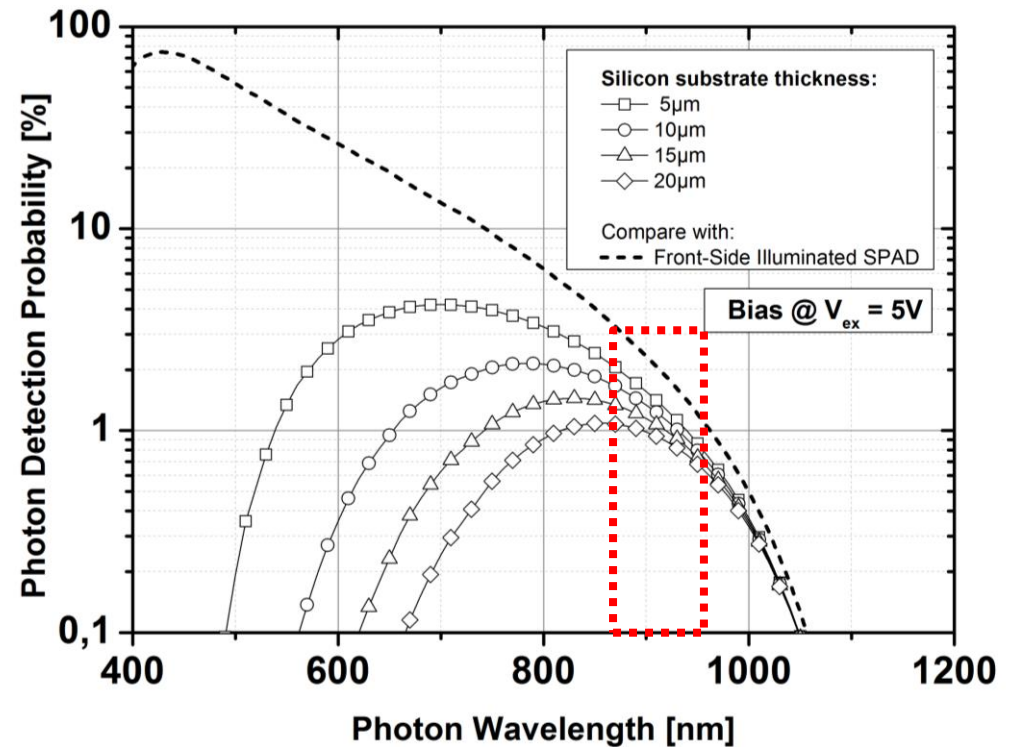 100
10
1
0,1
400
600
800
1000
1200
Photon Detection Probability [%]
Photon Wavelength [nm]
Silicon substrate thickness:
5µm
10µm
15µm
20µm
Compare with:
Front-Side Illuminated SPAD
Bias @ Vex = 5V